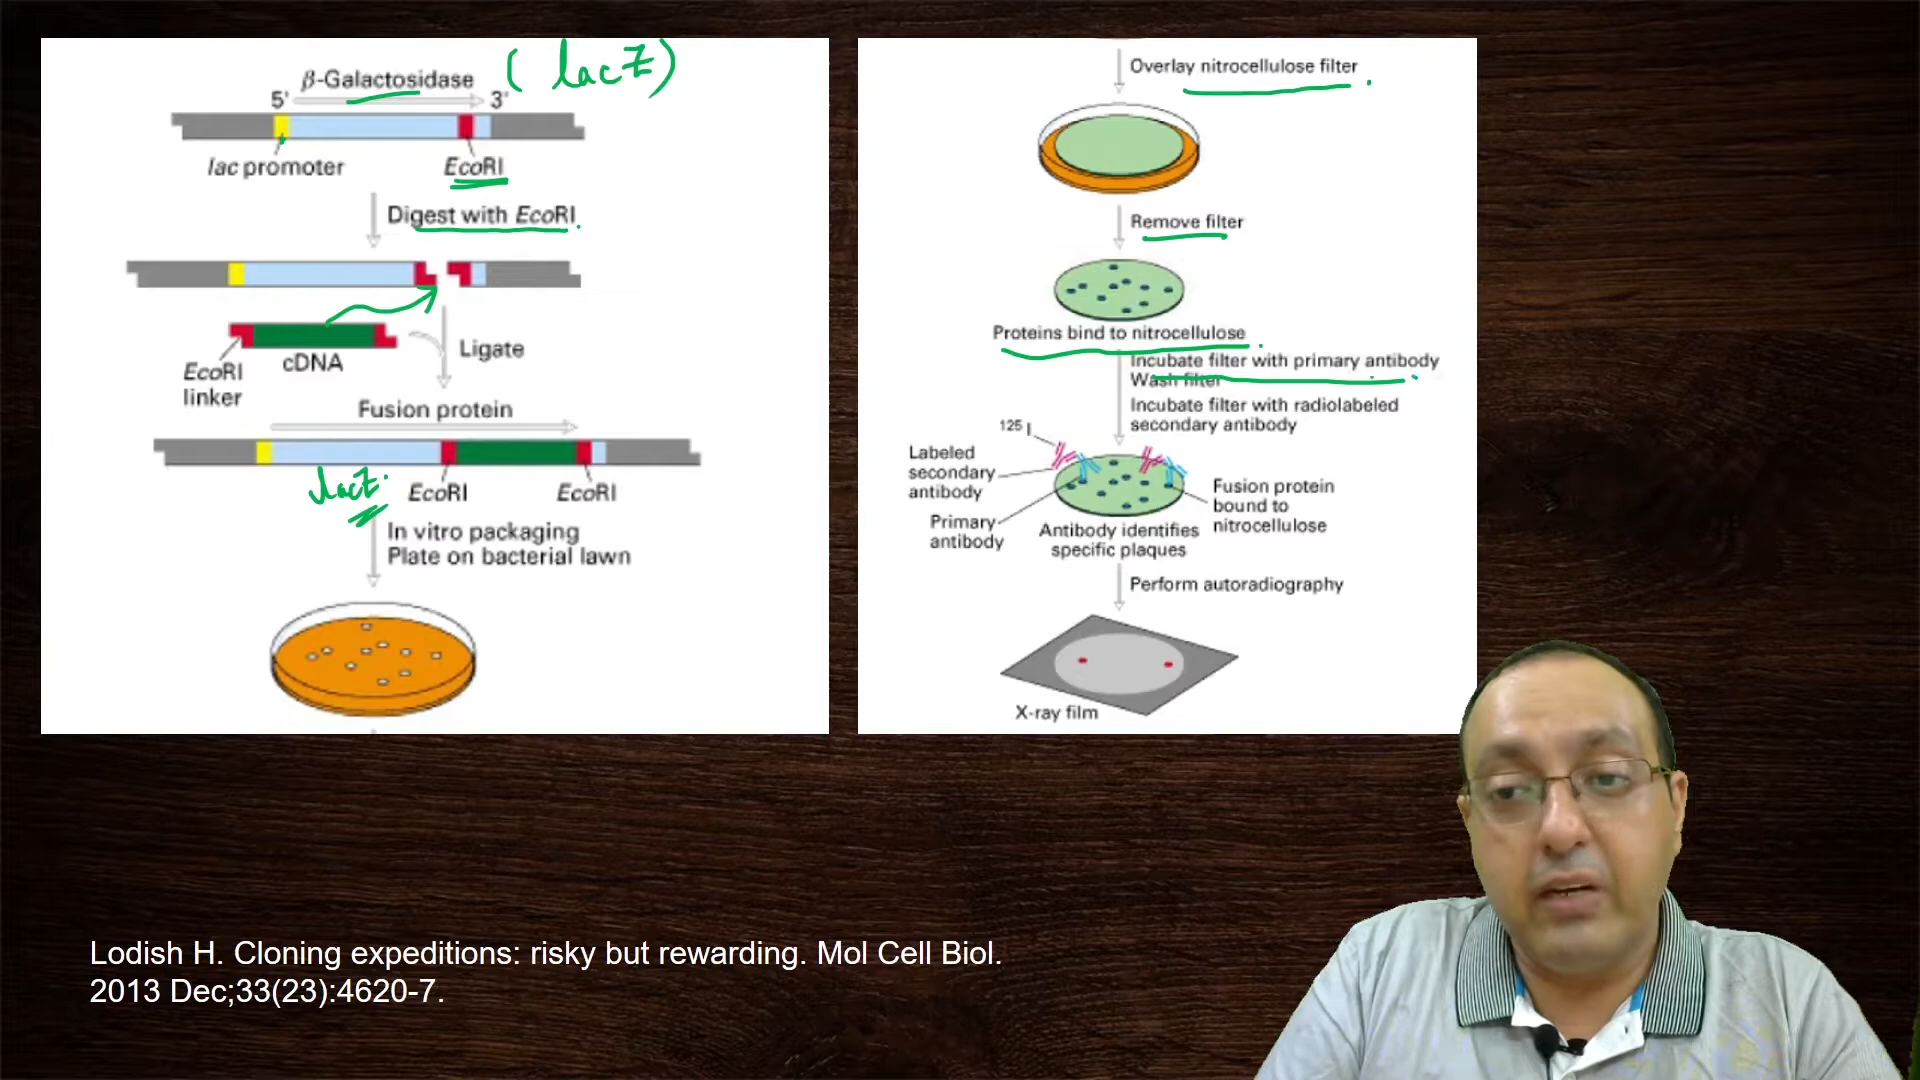 β-Galactosidase (lacZ)
5' 3'
lac promoter EcoRI
Digest with EcoRI
EcoRI
linker
cDNA
Ligate
Fusion protein
lacZ
EcoRI EcoRI
In vitro packaging
Plate on bacterial lawn
Overlay nitrocellulose filter
Remove filter
Proteins bind to nitrocellulose
Incubate filter with primary antibody
Wash filter
Incubate filter with radiolabeled
secondary antibody
125 I
Labeled
secondary
antibody
Primary
antibody
Antibody identifies
specific plaques
Fusion protein
bound to
nitrocellulose
Perform autoradiography
X-ray film
Lodish H. Cloning expeditions: risky but rewarding. Mol Cell Biol.
2013 Dec;33(23):4620-7.